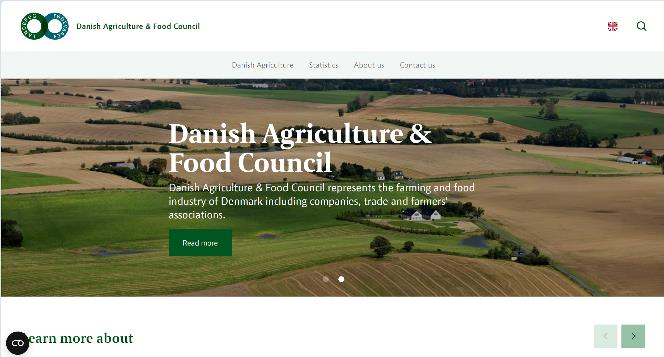 Danish Agriculture & Food Council
Danish Agriculture
Statistics
About us
Contact us
Danish Agriculture &
Food Council
Danish Agriculture & Food Council represents the farming and food
industry of Denmark including companies, trade and farmers'
associations.
Read more
earn more about